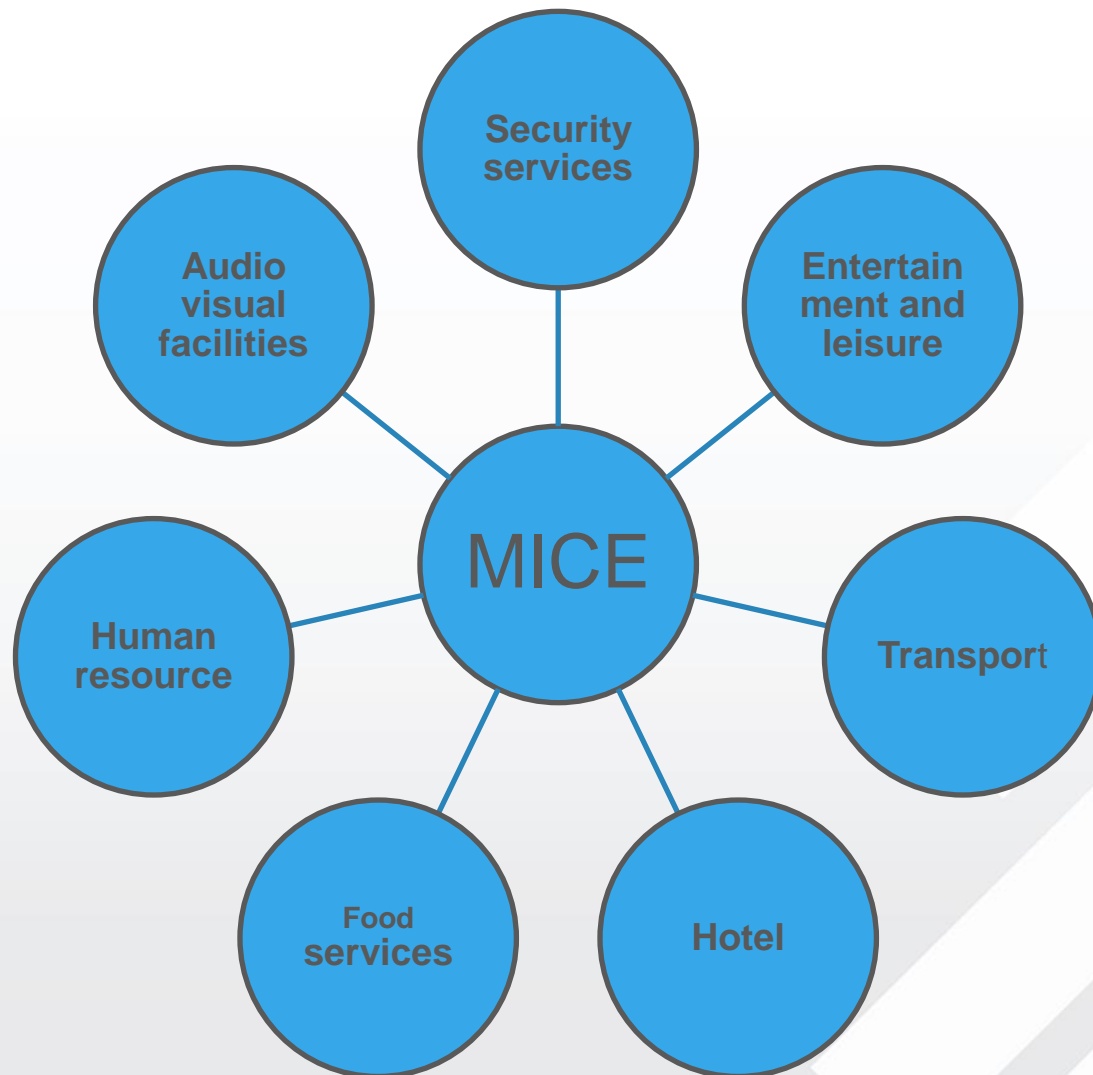 Security
services
Audio
visual
facilities
Entertain
ment and
leisure
MICE
Human
resource
Transport
Food
services
Hotel